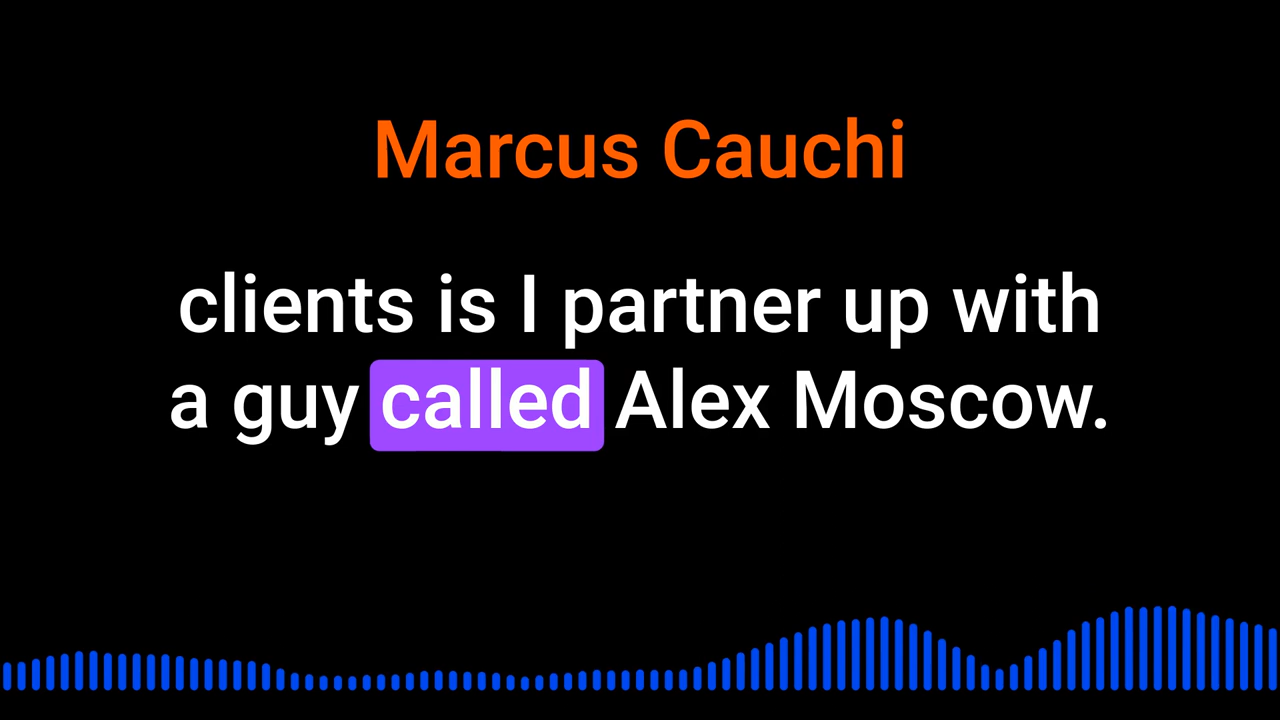 Marcus Cauchi
clients is I partner up with
a guy called Alex Moscow.